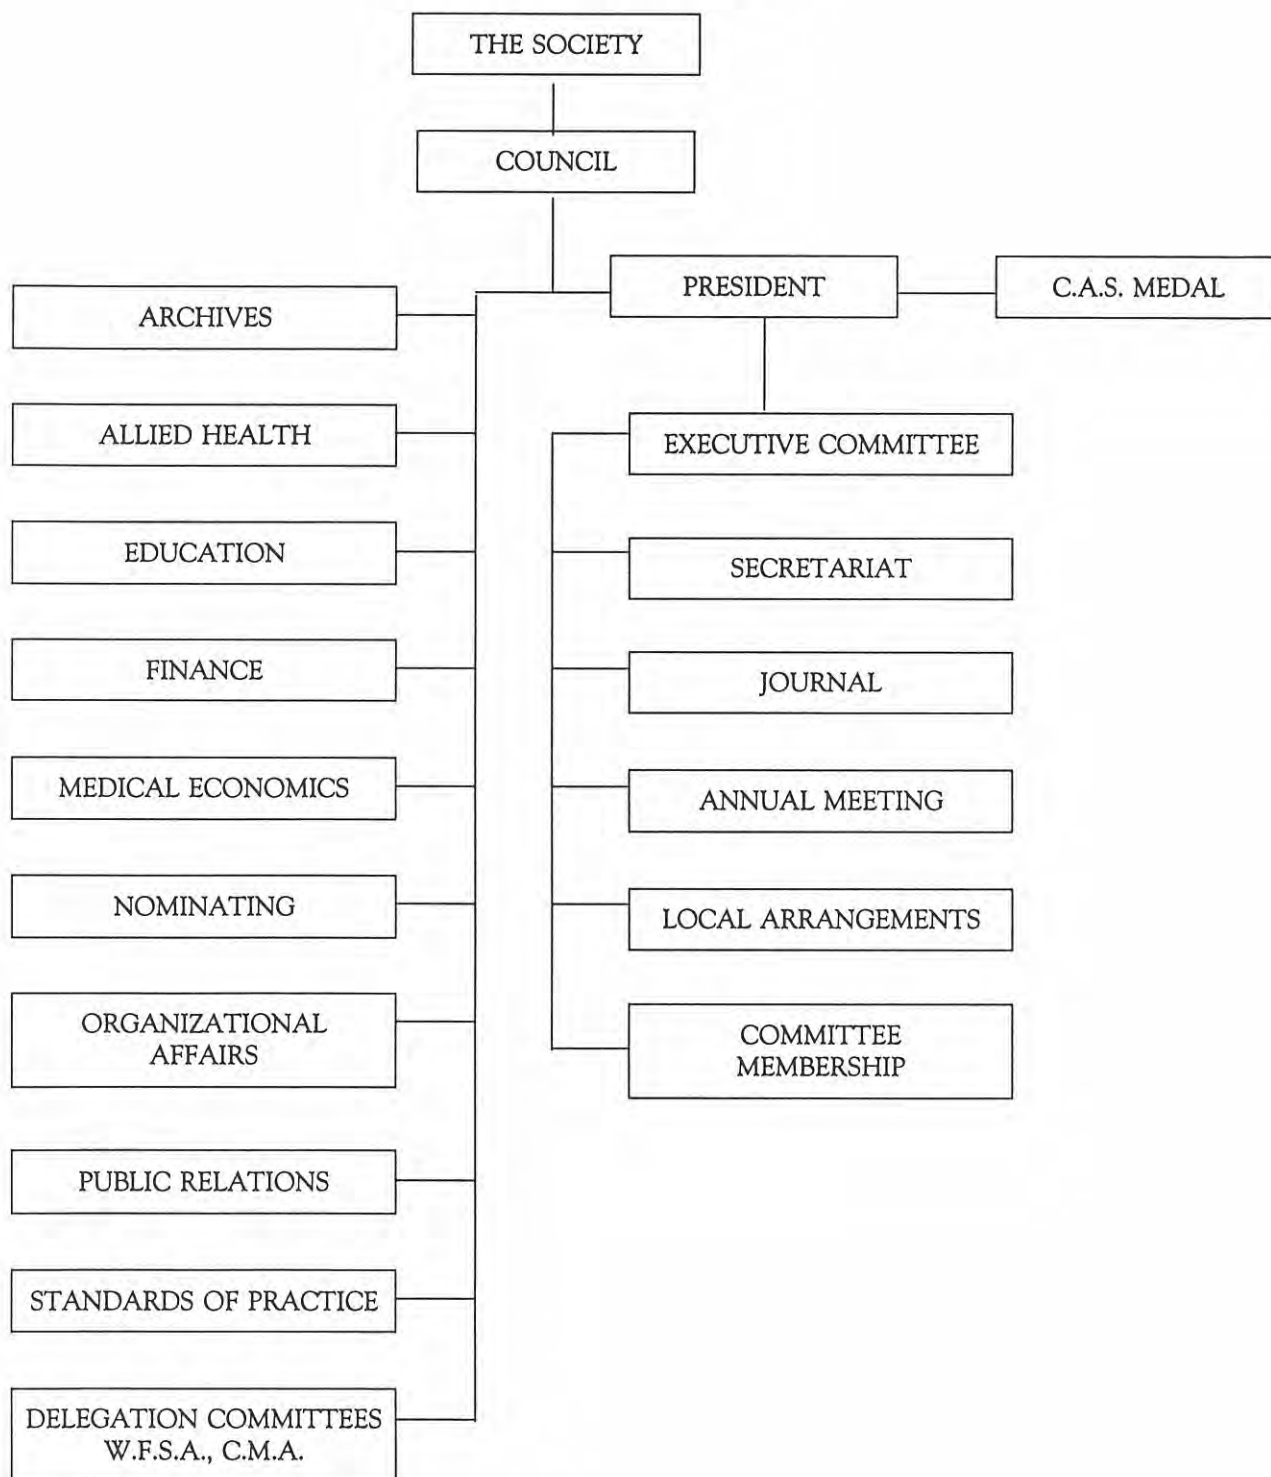 THE SOCIETY
COUNCIL
PRESIDENT
C.A.S. MEDAL
ARCHIVES
ALLIED HEALTH
EDUCATION
FINANCE
MEDICAL ECONOMICS
NOMINATING
ORGANIZATIONAL
AFFAIRS
PUBLIC RELATIONS
STANDARDS OF PRACTICE
DELEGATION COMMITTEES
W.F.S.A., C.M.A.
EXECUTIVE COMMITTEE
SECRETARIAT
JOURNAL
ANNUAL MEETING
LOCAL ARRANGEMENTS
COMMITTEE
MEMBERSHIP